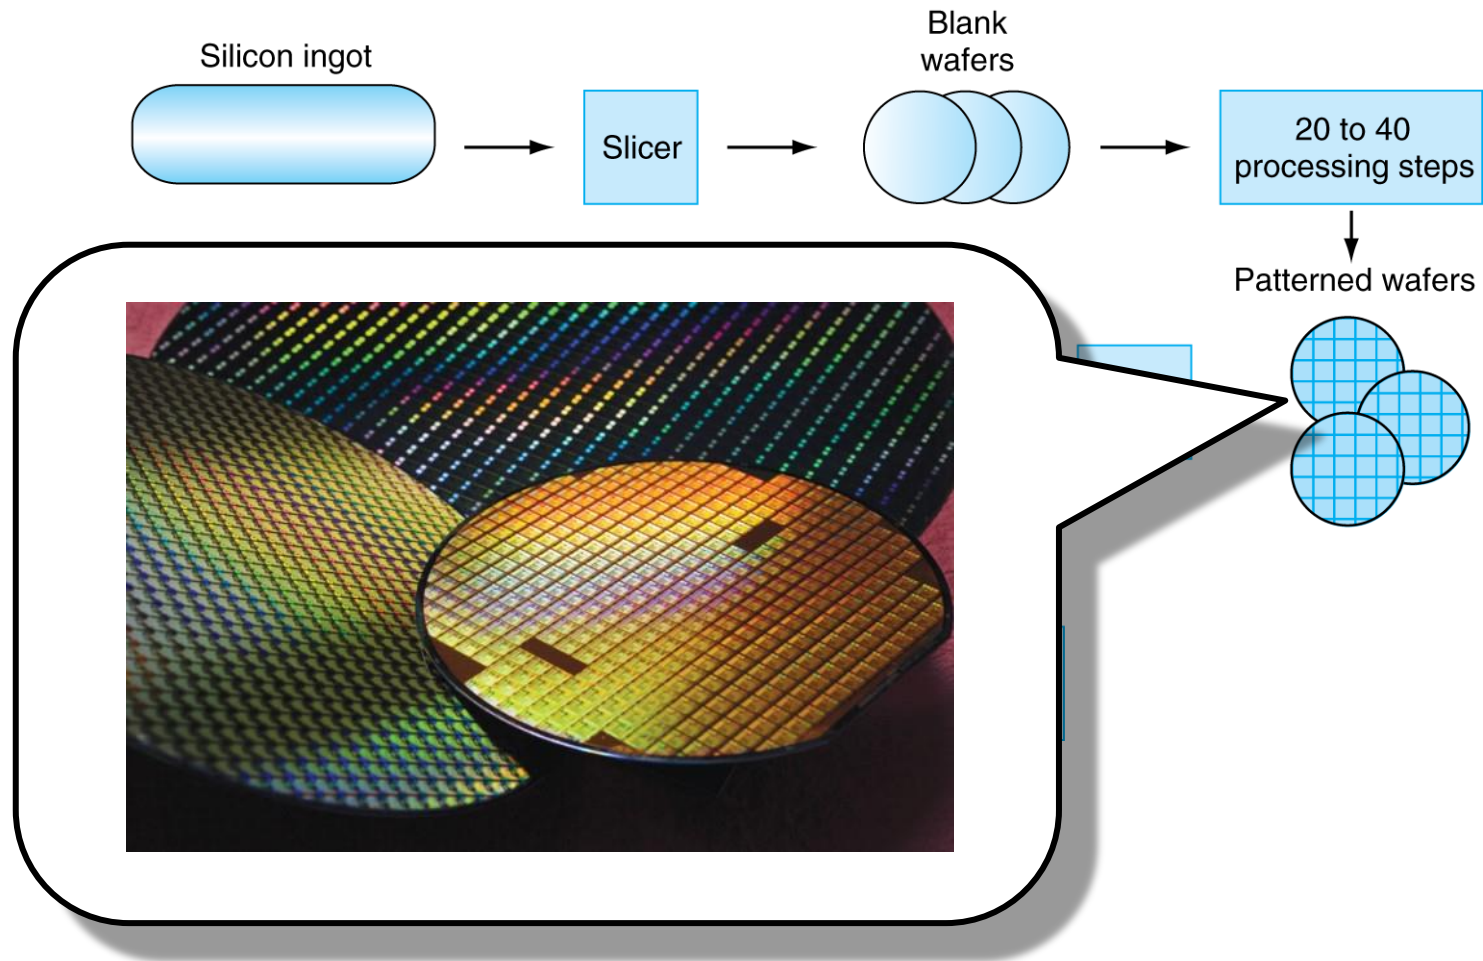 Silicon ingot
Slicer
Blank
wafers
20 to 40
processing steps
Patterned wafers